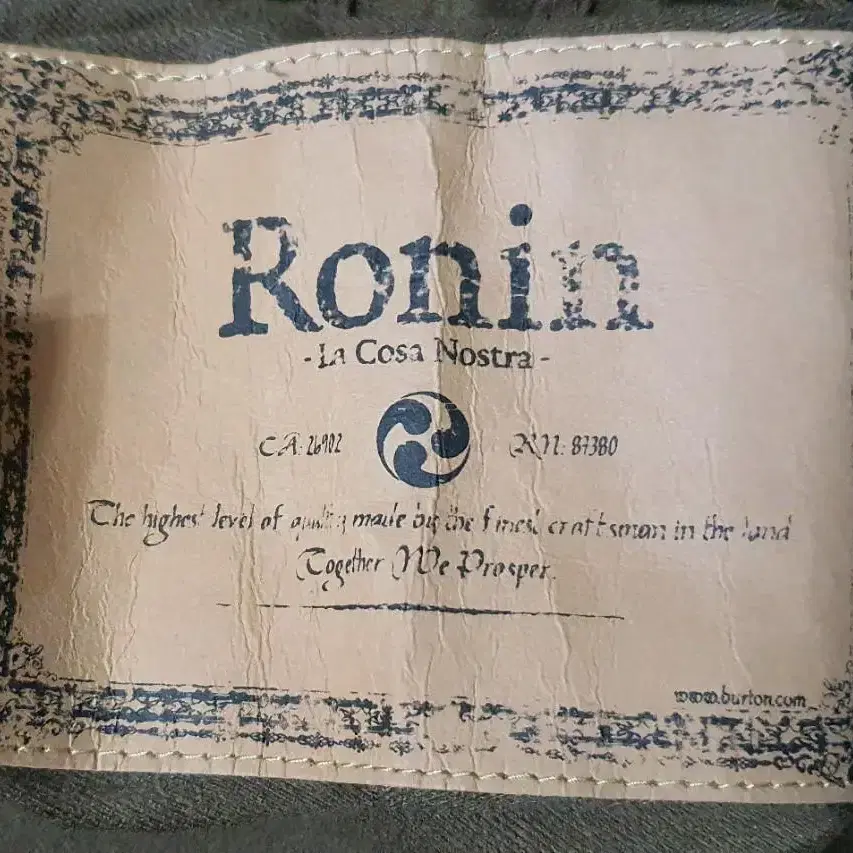 Ronin
- La Cosa Nostra -
CA: 26902 RN: 87380
The highest level of quality made by the finest craftsman in the land
Together We Prosper.
www.burton.com